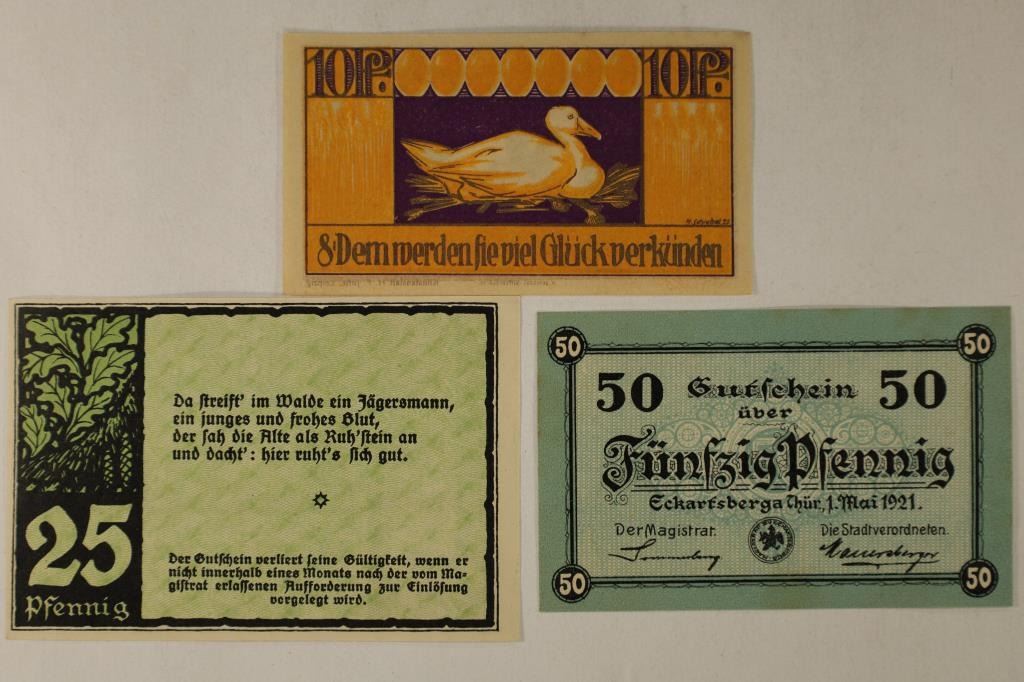 10 Pf. 10 Pf.
8. Dem werden sie viel Glück verkünden
Da streift' im Walde ein Jägersmann,
ein junges und frohes Blut,
der sah die Alte als Ruh'stein an
und dacht': hier ruht's sich gut.
Der Gutschein verliert seine Gültigkeit, wenn er
nicht innerhalb eines Monats nach der vom Ma-
gistrat erlassenen Aufforderung zur Einlösung
vorgelegt wird.
25
Pfennig
50 50
50 Gutschein 50
über
Fünfzig Pfennig
Eckartsberga Thür., 1. Mai 1921.
Der Magistrat. Die Stadtverordneten.
50 50